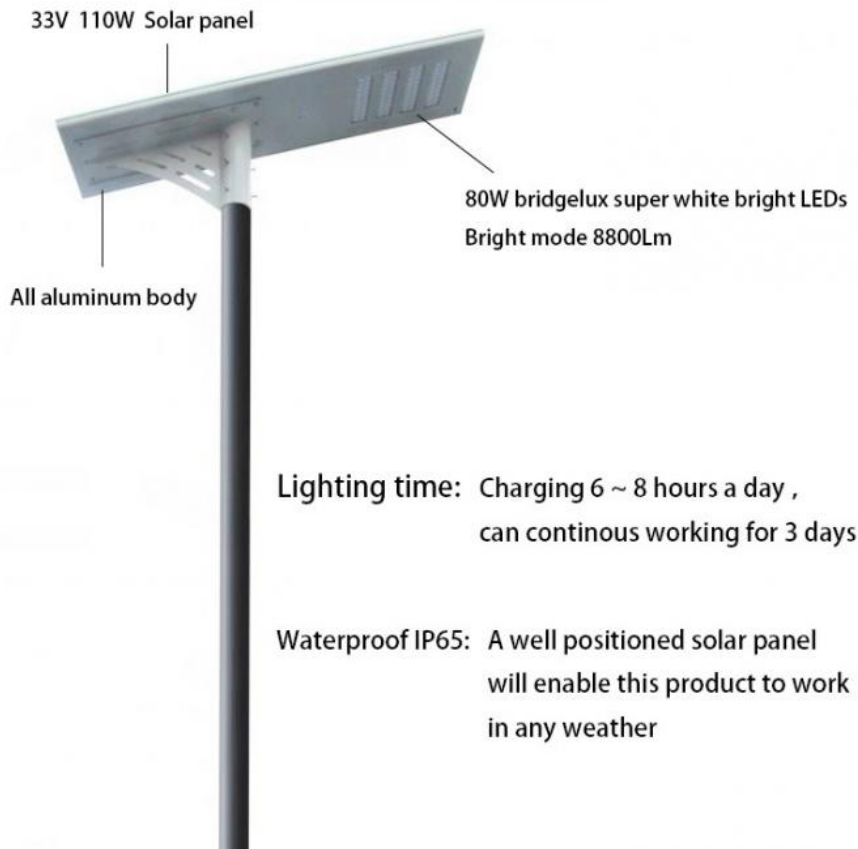 33V 110W Solar panel
80W bridgelux super white bright LEDs
Bright mode 8800Lm
All aluminum body
Lighting time: Charging 6 ~ 8 hours a day ,
can continous working for 3 days
Waterproof IP65: A well positioned solar panel
will enable this product to work
in any weather